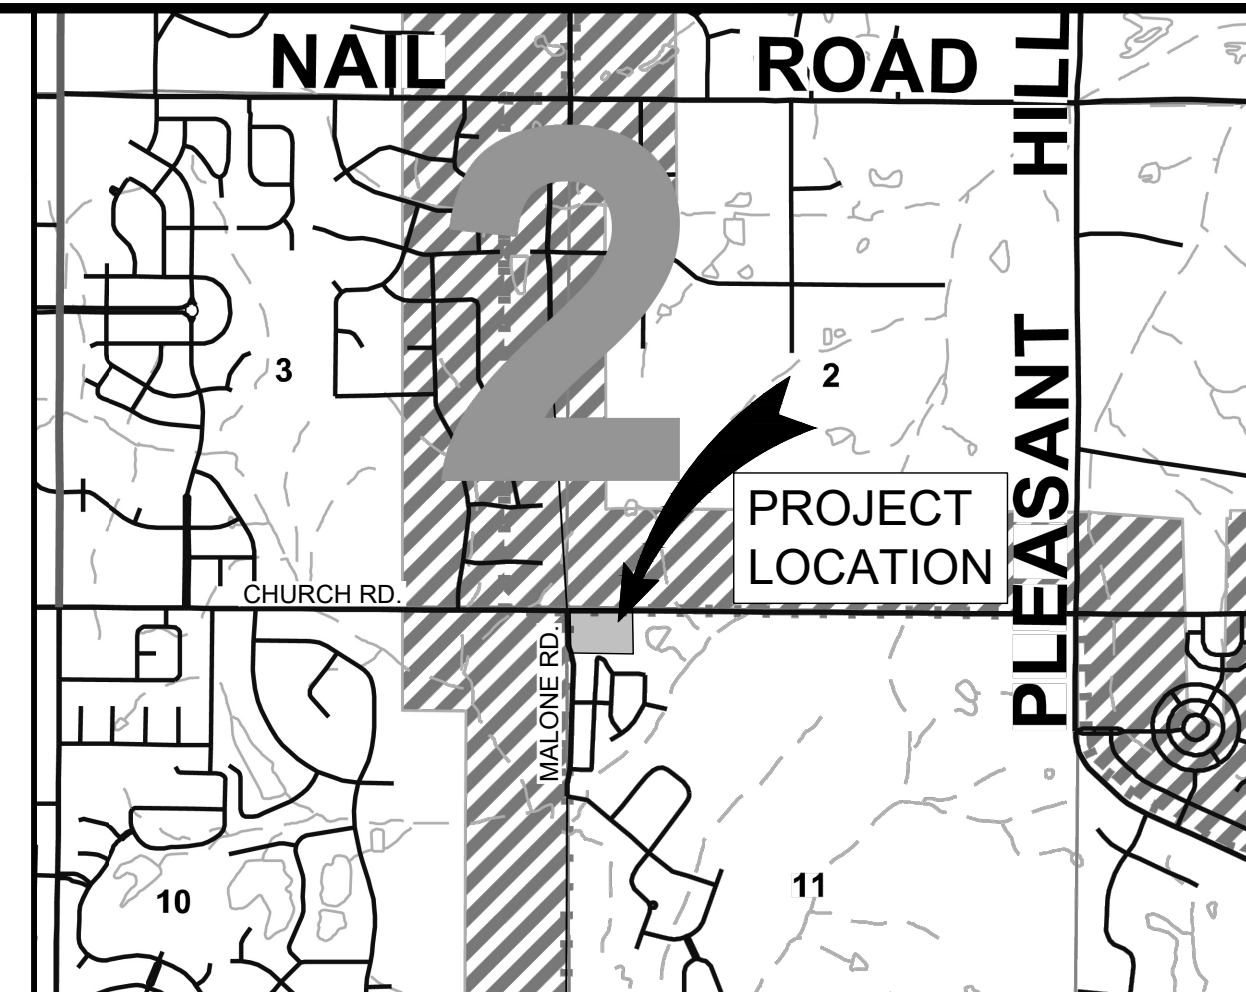 NAIL ROAD
PLEASANT HILL
2
3
2
PROJECT
LOCATION
CHURCH RD.
MALONE RD.
10
11